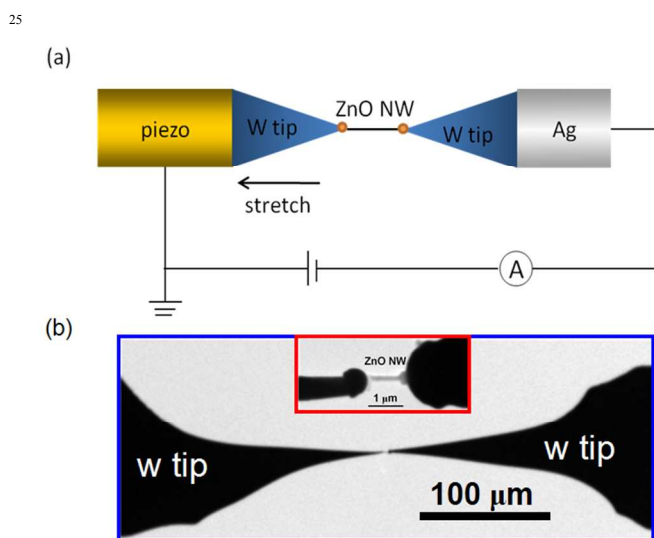 25
(a)
ZnO NW
piezo
W tip
W tip
Ag
stretch
A
(b)
ZnO NW
1 μm
w tip
w tip
100 μm